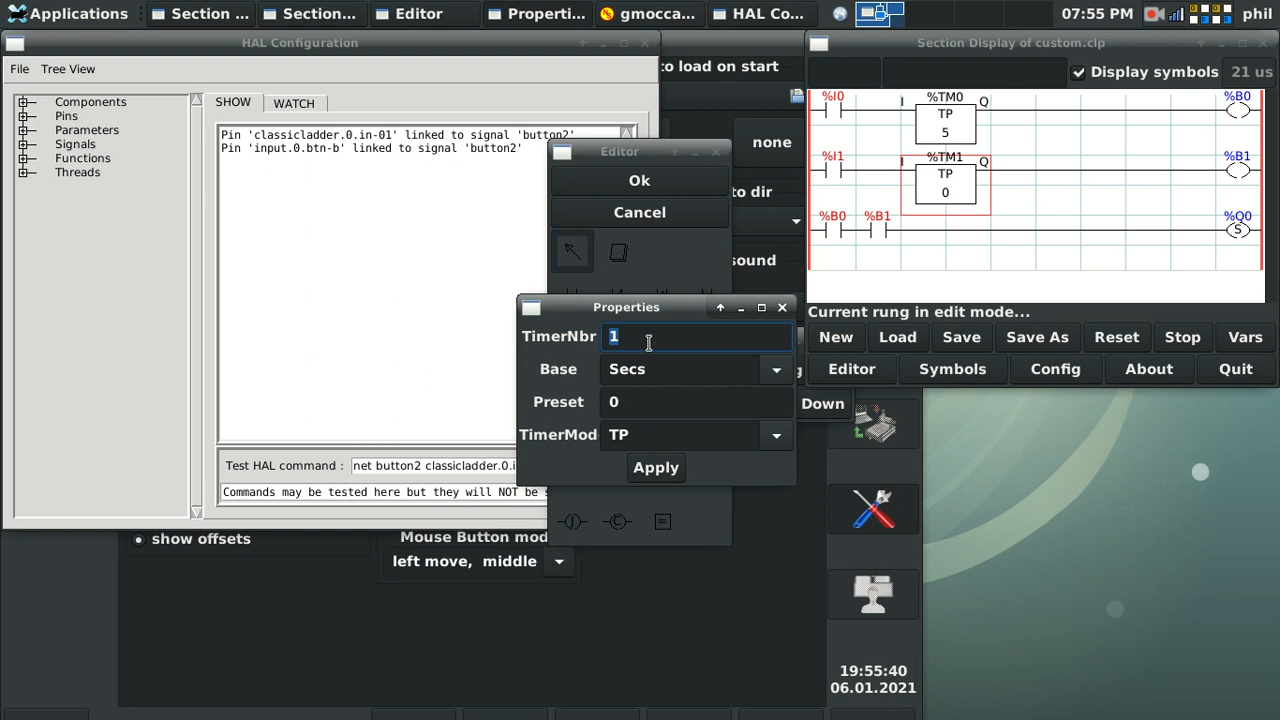 Applications
Section ...
Section...
Editor
Properti...
gmocca...
HAL Co...
07:55 PM
phil
HAL Configuration
File Tree View
Components
Pins
Parameters
Signals
Functions
Threads
SHOW WATCH
Pin 'classicladder.0.in-01' linked to signal 'button2'
Pin 'input.0.btn-b' linked to signal 'button2'
Test HAL command : net button2 classicladder.0.i
Commands may be tested here but they will NOT be s
to load on start
none
to dir
sound
Down
Editor
Ok
Cancel
Properties
TimerNbr 1
Base Secs
Preset 0
TimerMod TP
Apply
Section Display of custom.clp
Display symbols 21 us
%I0 I %TM0 Q %B0
TP
5
%I1 I %TM1 Q %B1
TP
0
%B0 %B1 %Q0
S
Current rung in edit mode...
New Load Save Save As Reset Stop Vars
Editor Symbols Config About Quit
show offsets
Mouse Button mod
left move, middle
19:55:40
06.01.2021